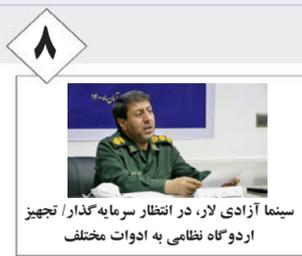 ۸
سینما آزادی لار، در انتظار سرمایه‌گذار/ تجهیز
اردوگاه نظامی به ادوات مختلف